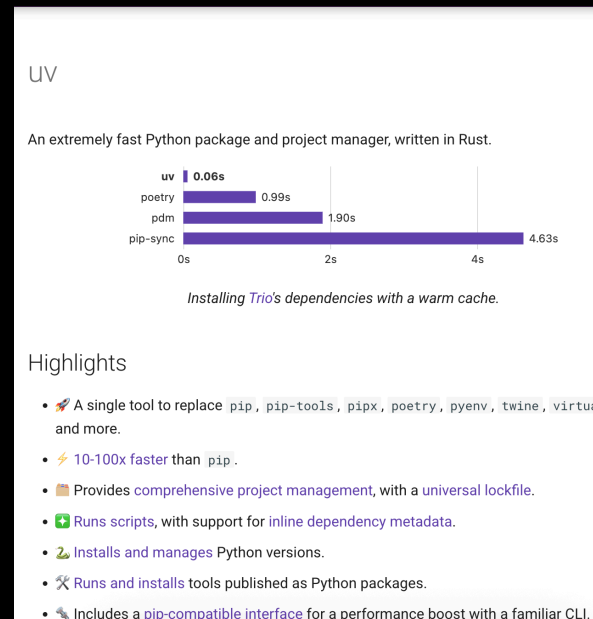 uv
An extremely fast Python package and project manager, written in Rust.
uv 0.06s
poetry 0.99s
pdm 1.90s
pip-sync 4.63s
0s 2s 4s
Installing Trio's dependencies with a warm cache.
Highlights
• 🚀 A single tool to replace pip, pip-tools, pipx, poetry, pyenv, twine, virtua
and more.
• ⚡ 10-100x faster than pip.
• 🗂️ Provides comprehensive project management, with a universal lockfile.
• ❇️ Runs scripts, with support for inline dependency metadata.
• 🐍 Installs and manages Python versions.
• 🛠️ Runs and installs tools published as Python packages.
• 🔩 Includes a pip-compatible interface for a performance boost with a familiar CLI.